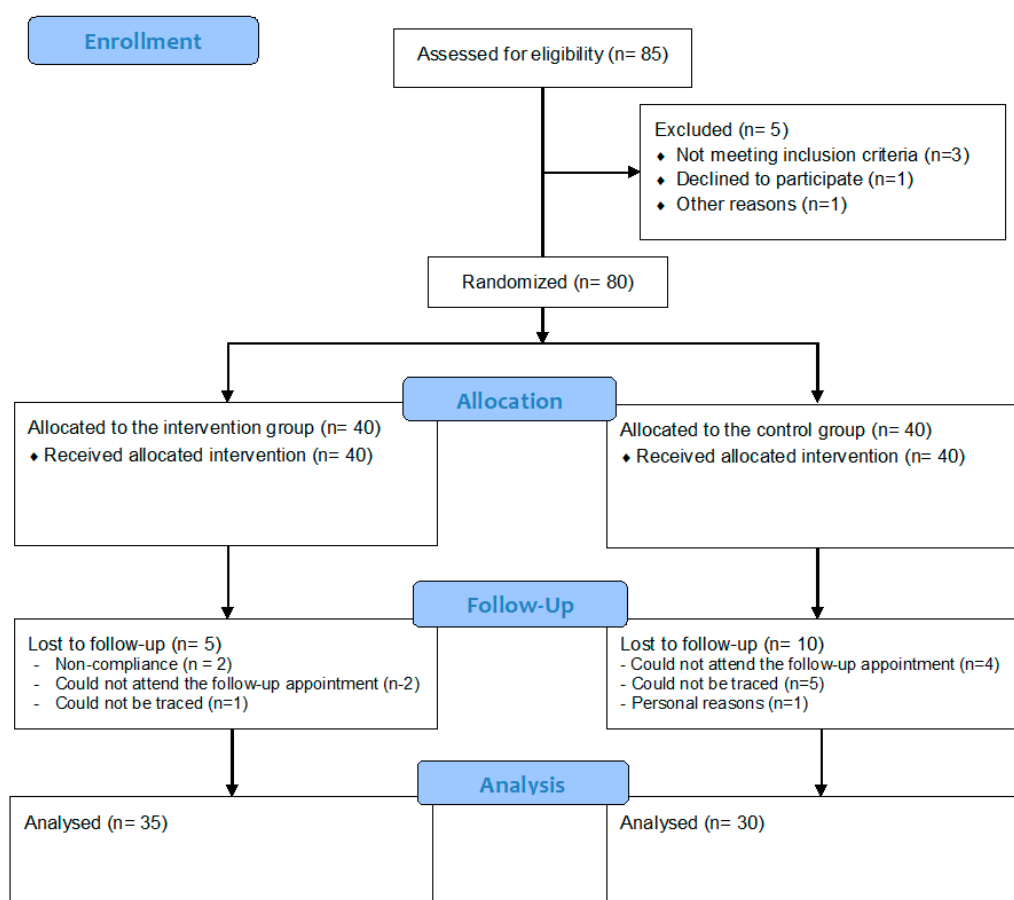 Enrollment
Assessed for eligibility (n= 85)
Excluded (n= 5)
♦ Not meeting inclusion criteria (n=3)
♦ Declined to participate (n=1)
♦ Other reasons (n=1)
Randomized (n= 80)
Allocation
Allocated to the intervention group (n= 40)
♦ Received allocated intervention (n= 40)
Allocated to the control group (n= 40)
♦ Received allocated intervention (n= 40)
Follow-Up
Lost to follow-up (n= 5)
- Non-compliance (n = 2)
- Could not attend the follow-up appointment (n-2)
- Could not be traced (n=1)
Lost to follow-up (n= 10)
- Could not attend the follow-up appointment (n=4)
- Could not be traced (n=5)
- Personal reasons (n=1)
Analysis
Analysed (n= 35)
Analysed (n= 30)